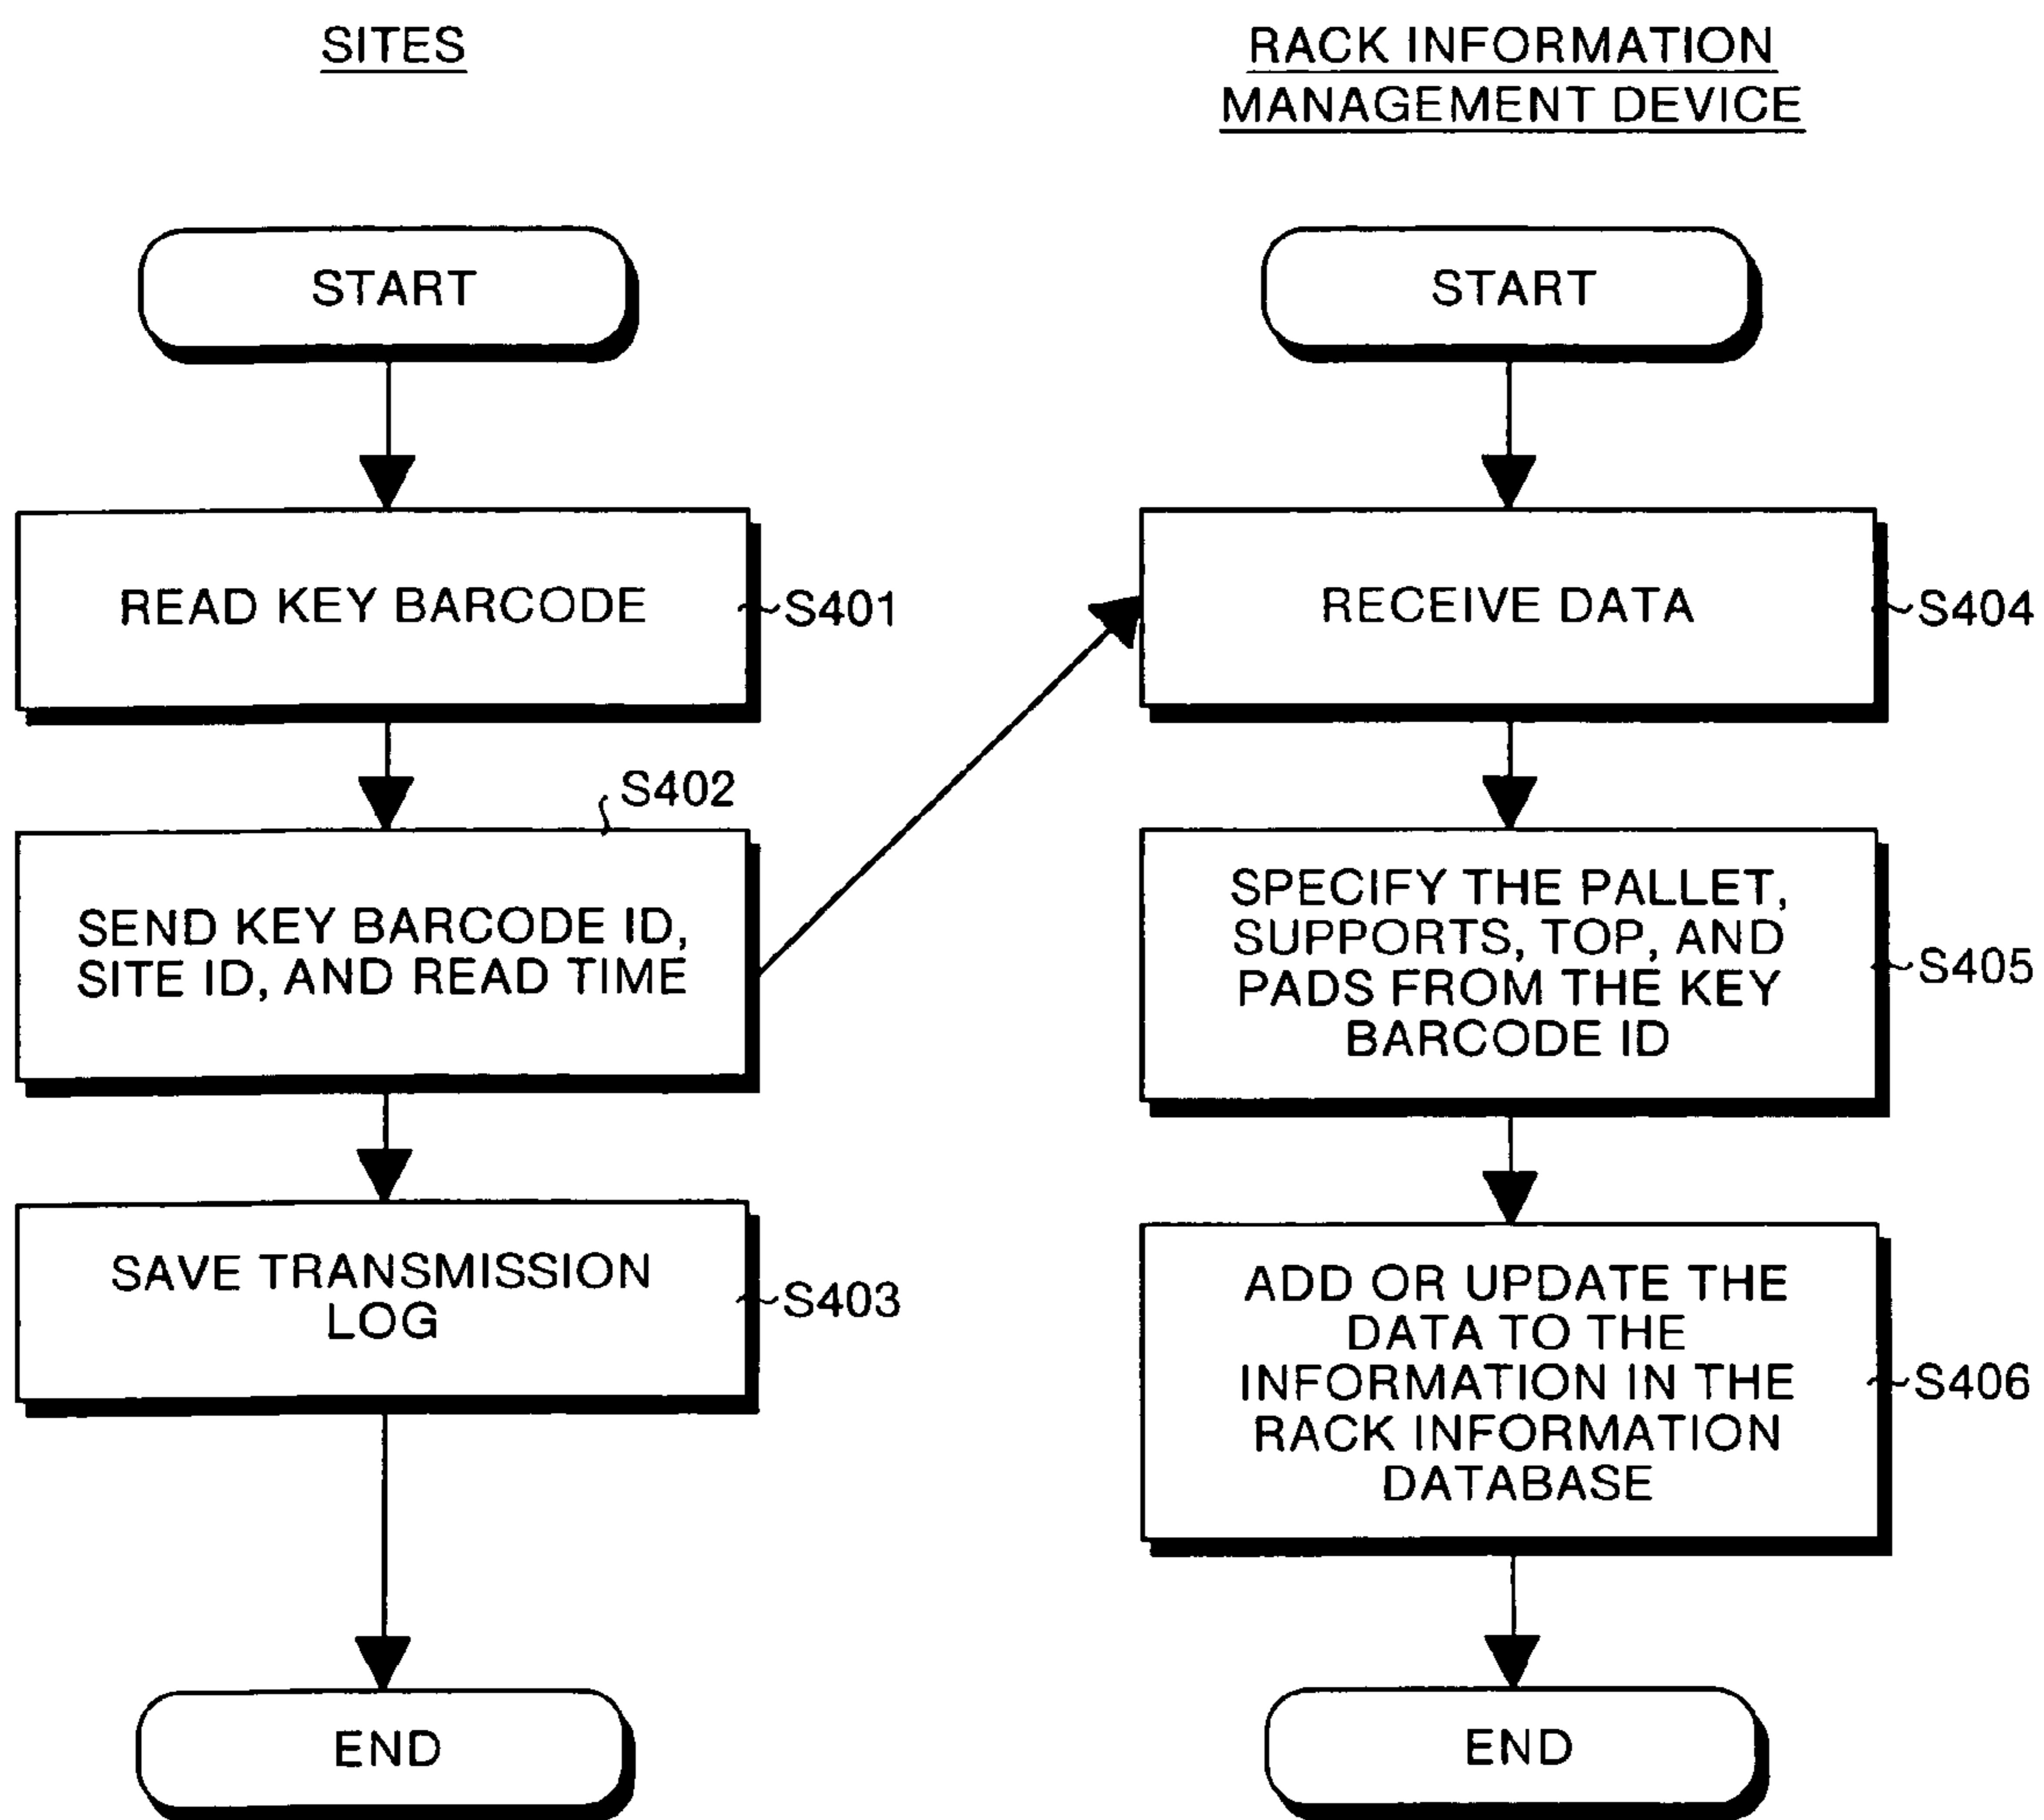 SITES
START
READ KEY BARCODE
S401
S402
SEND KEY BARCODE ID,
SITE ID, AND READ TIME
SAVE TRANSMISSION
LOG
S403
END
RACK INFORMATION
MANAGEMENT DEVICE
START
RECEIVE DATA
S404
SPECIFY THE PALLET,
SUPPORTS, TOP, AND
PADS FROM THE KEY
BARCODE ID
S405
ADD OR UPDATE THE
DATA TO THE
INFORMATION IN THE
RACK INFORMATION
DATABASE
S406
END